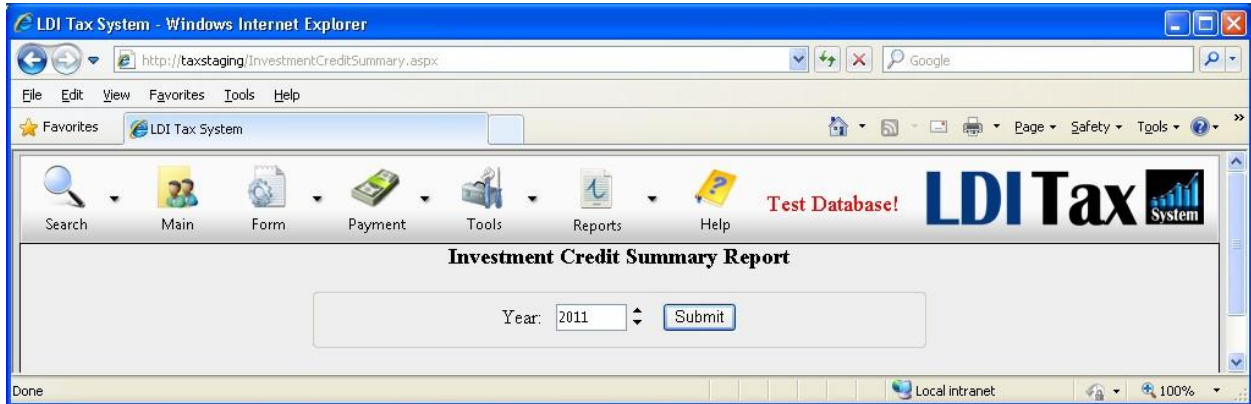 LDI Tax System - Windows Internet Explorer
http://taxstaging/InvestmentCreditSummary.aspx
Google
File Edit View Favorites Tools Help
Favorites LDI Tax System Page Safety Tools
Search Main Form Payment Tools Reports Help Test Database! LDI Tax System
Investment Credit Summary Report
Year: 2011 Submit
Done Local intranet 100%